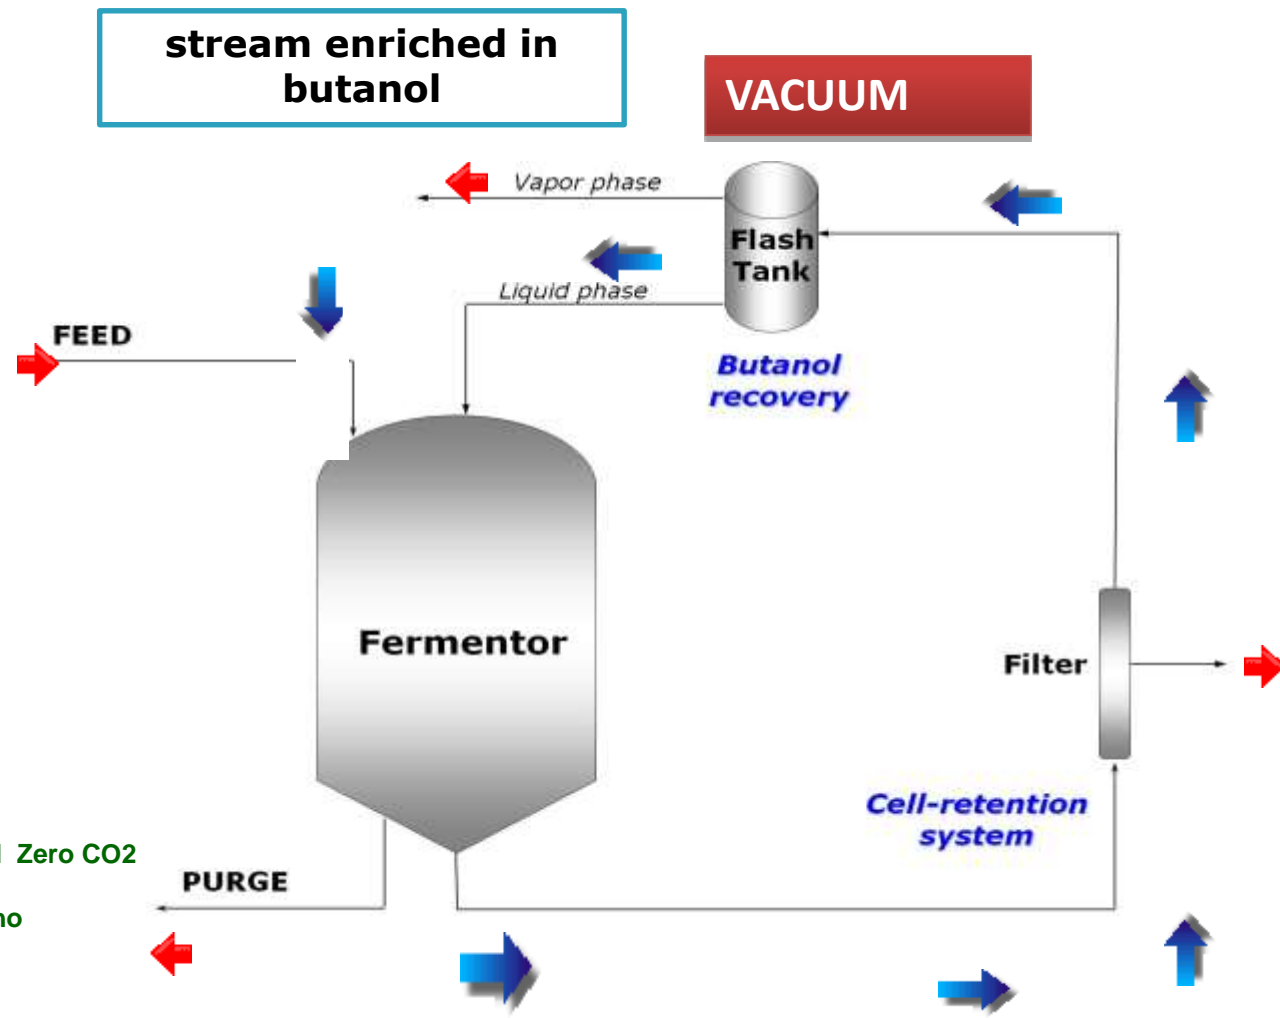 stream enriched in
butanol
VACUUM
Vapor phase
Flash
Tank
Liquid phase
FEED
Butanol
recovery
Fermentor
Filter
Cell-retention
system
Zero CO2
PURGE